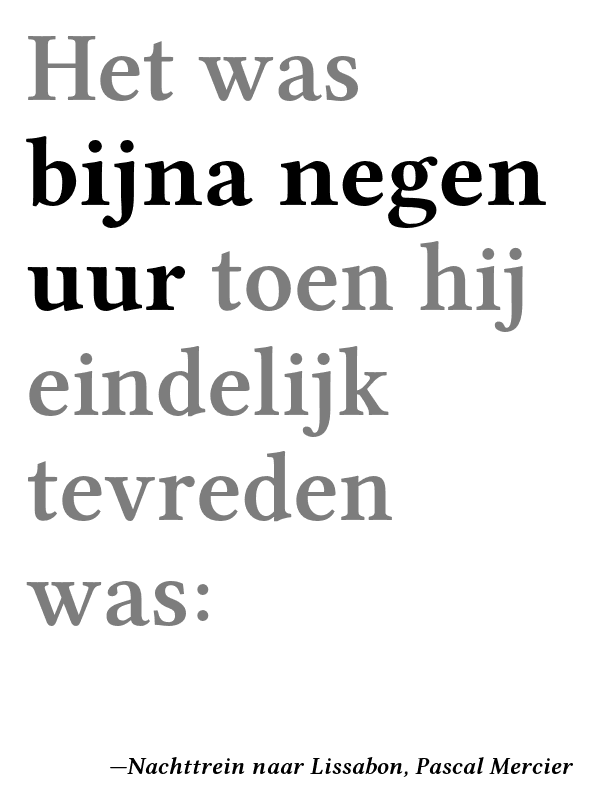 Het was
bijna negen
uur toen hij
eindelijk
tevreden
was:
—Nachttrein naar Lissabon, Pascal Mercier